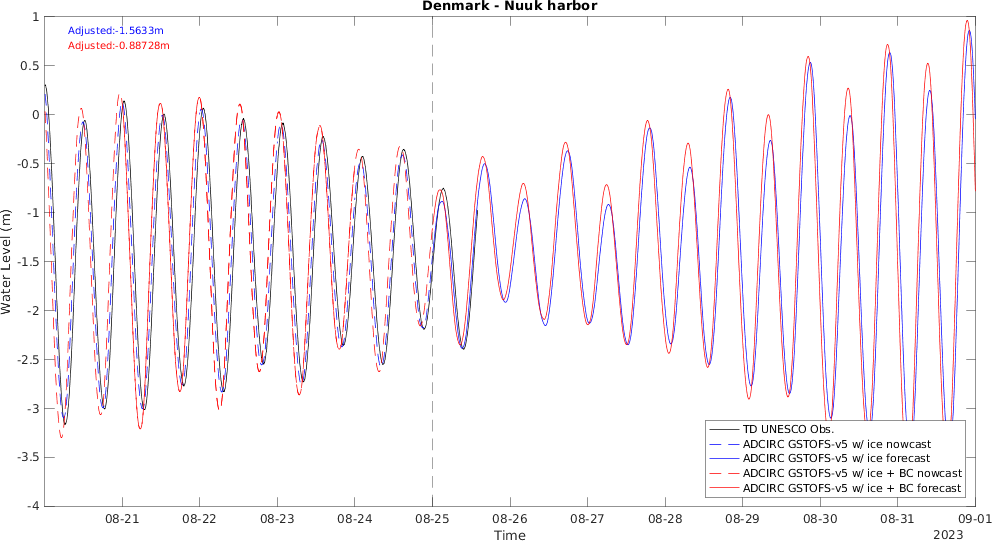 Denmark - Nuuk harbor
Adjusted:-1.5633m
Adjusted:-0.88728m
1
0.5
0
-0.5
-1
-1.5
-2
-2.5
-3
-3.5
-4
Water Level (m)
TD UNESCO Obs.
ADCIRC GSTOFS-v5 w/ ice nowcast
ADCIRC GSTOFS-v5 w/ ice forecast
ADCIRC GSTOFS-v5 w/ ice + BC nowcast
ADCIRC GSTOFS-v5 w/ ice + BC forecast
08-21 08-22 08-23 08-24 08-25 08-26 08-27 08-28 08-29 08-30 08-31 09-01
Time
2023